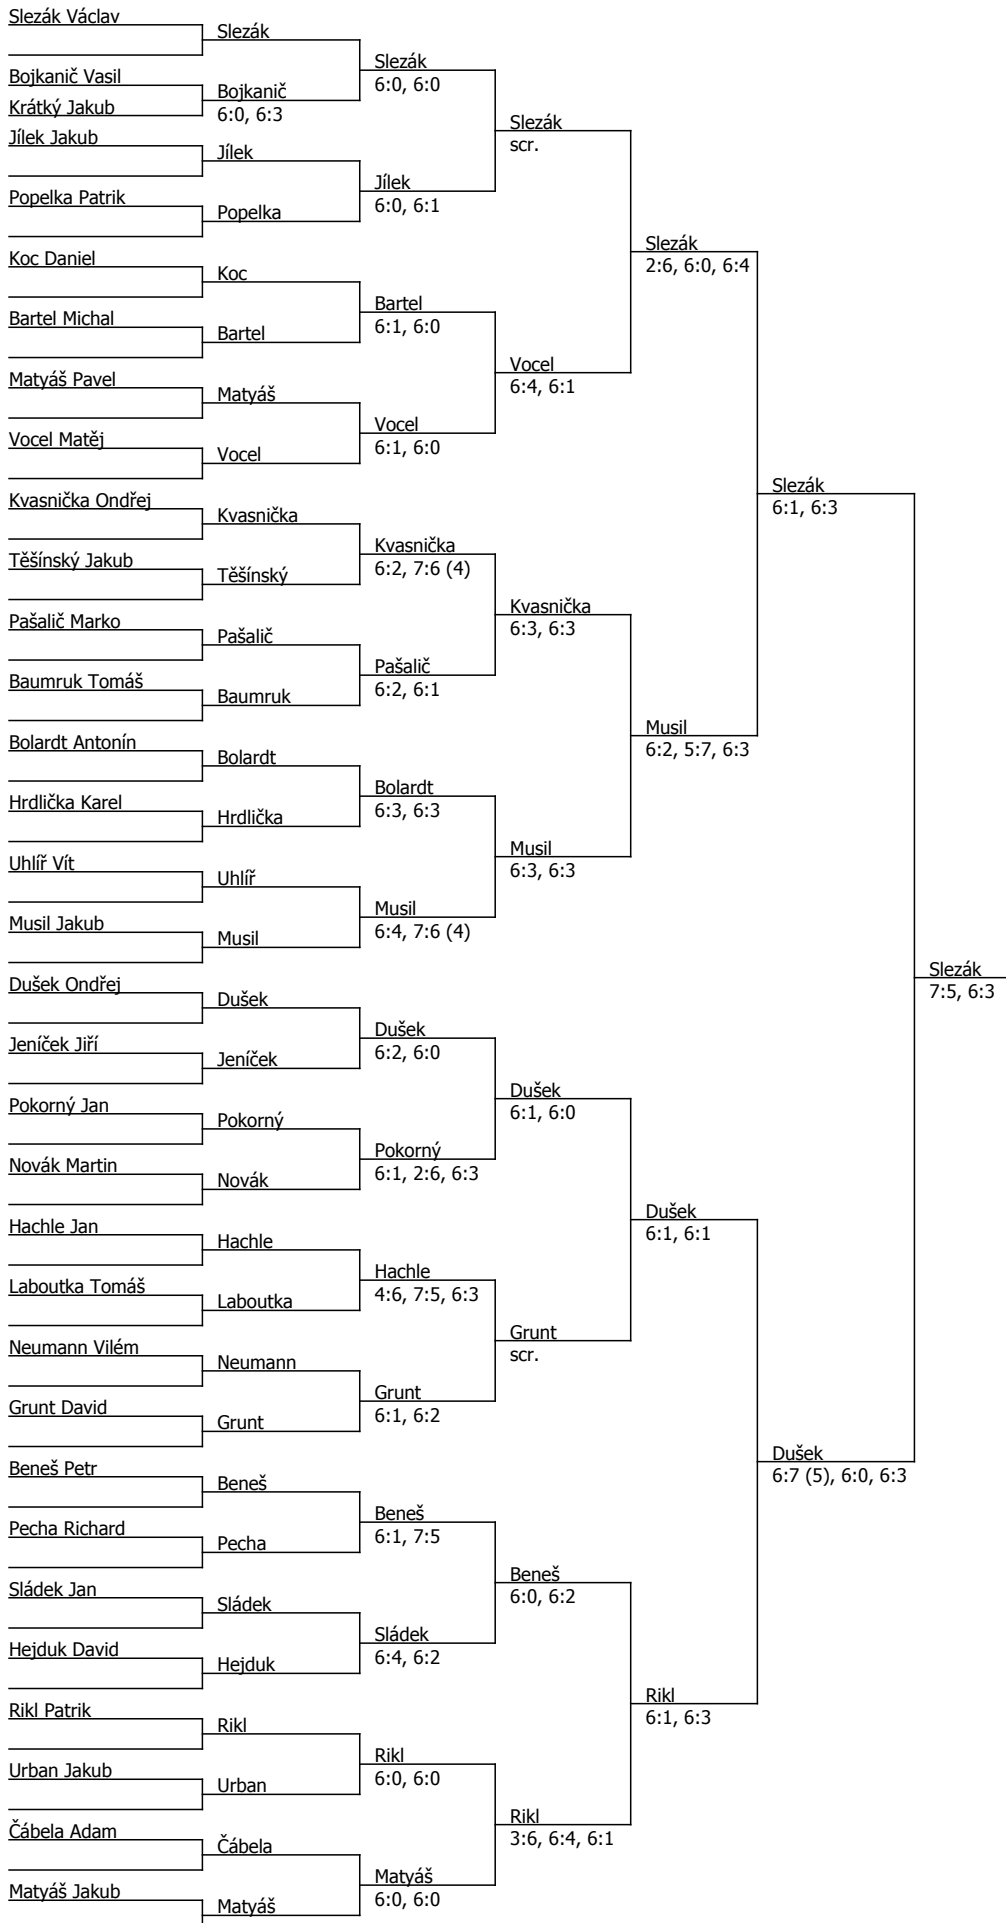 Slezák Václav
Slezák
Slezák
6:0, 6:0
Bojkanič Vasil
Bojkanič
6:0, 6:3
Krátký Jakub
Slezák
scr.
Jílek Jakub
Jílek
Jílek
6:0, 6:1
Popelka Patrik
Popelka
Slezák
2:6, 6:0, 6:4
Koc Daniel
Koc
Bartel
6:1, 6:0
Bartel Michal
Bartel
Vocel
6:4, 6:1
Matyáš Pavel
Matyáš
Vocel
6:1, 6:0
Vocel Matěj
Vocel
Slezák
6:1, 6:3
Kvasnička Ondřej
Kvasnička
Kvasnička
6:2, 7:6 (4)
Těšínský Jakub
Těšínský
Kvasnička
6:3, 6:3
Pašalič Marko
Pašalič
Pašalič
6:2, 6:1
Baumruk Tomáš
Baumruk
Musil
6:2, 5:7, 6:3
Bolardt Antonín
Bolardt
Bolardt
6:3, 6:3
Hrdlička Karel
Hrdlička
Musil
6:3, 6:3
Uhlíř Vít
Uhlíř
Musil
6:4, 7:6 (4)
Musil Jakub
Musil
Slezák
7:5, 6:3
Dušek Ondřej
Dušek
Dušek
6:2, 6:0
Jeníček Jiří
Jeníček
Dušek
6:1, 6:0
Pokorný Jan
Pokorný
Pokorný
6:1, 2:6, 6:3
Novák Martin
Novák
Dušek
6:1, 6:1
Hachle Jan
Hachle
Hachle
4:6, 7:5, 6:3
Laboutka Tomáš
Laboutka
Grunt
scr.
Neumann Vilém
Neumann
Grunt
6:1, 6:2
Grunt David
Grunt
Dušek
6:7 (5), 6:0, 6:3
Beneš Petr
Beneš
Beneš
6:1, 7:5
Pecha Richard
Pecha
Beneš
6:0, 6:2
Sládek Jan
Sládek
Sládek
6:4, 6:2
Hejduk David
Hejduk
Rikl
6:1, 6:3
Rikl Patrik
Rikl
Rikl
6:0, 6:0
Urban Jakub
Urban
Rikl
3:6, 6:4, 6:1
Čábela Adam
Čábela
Matyáš
6:0, 6:0
Matyáš Jakub
Matyáš